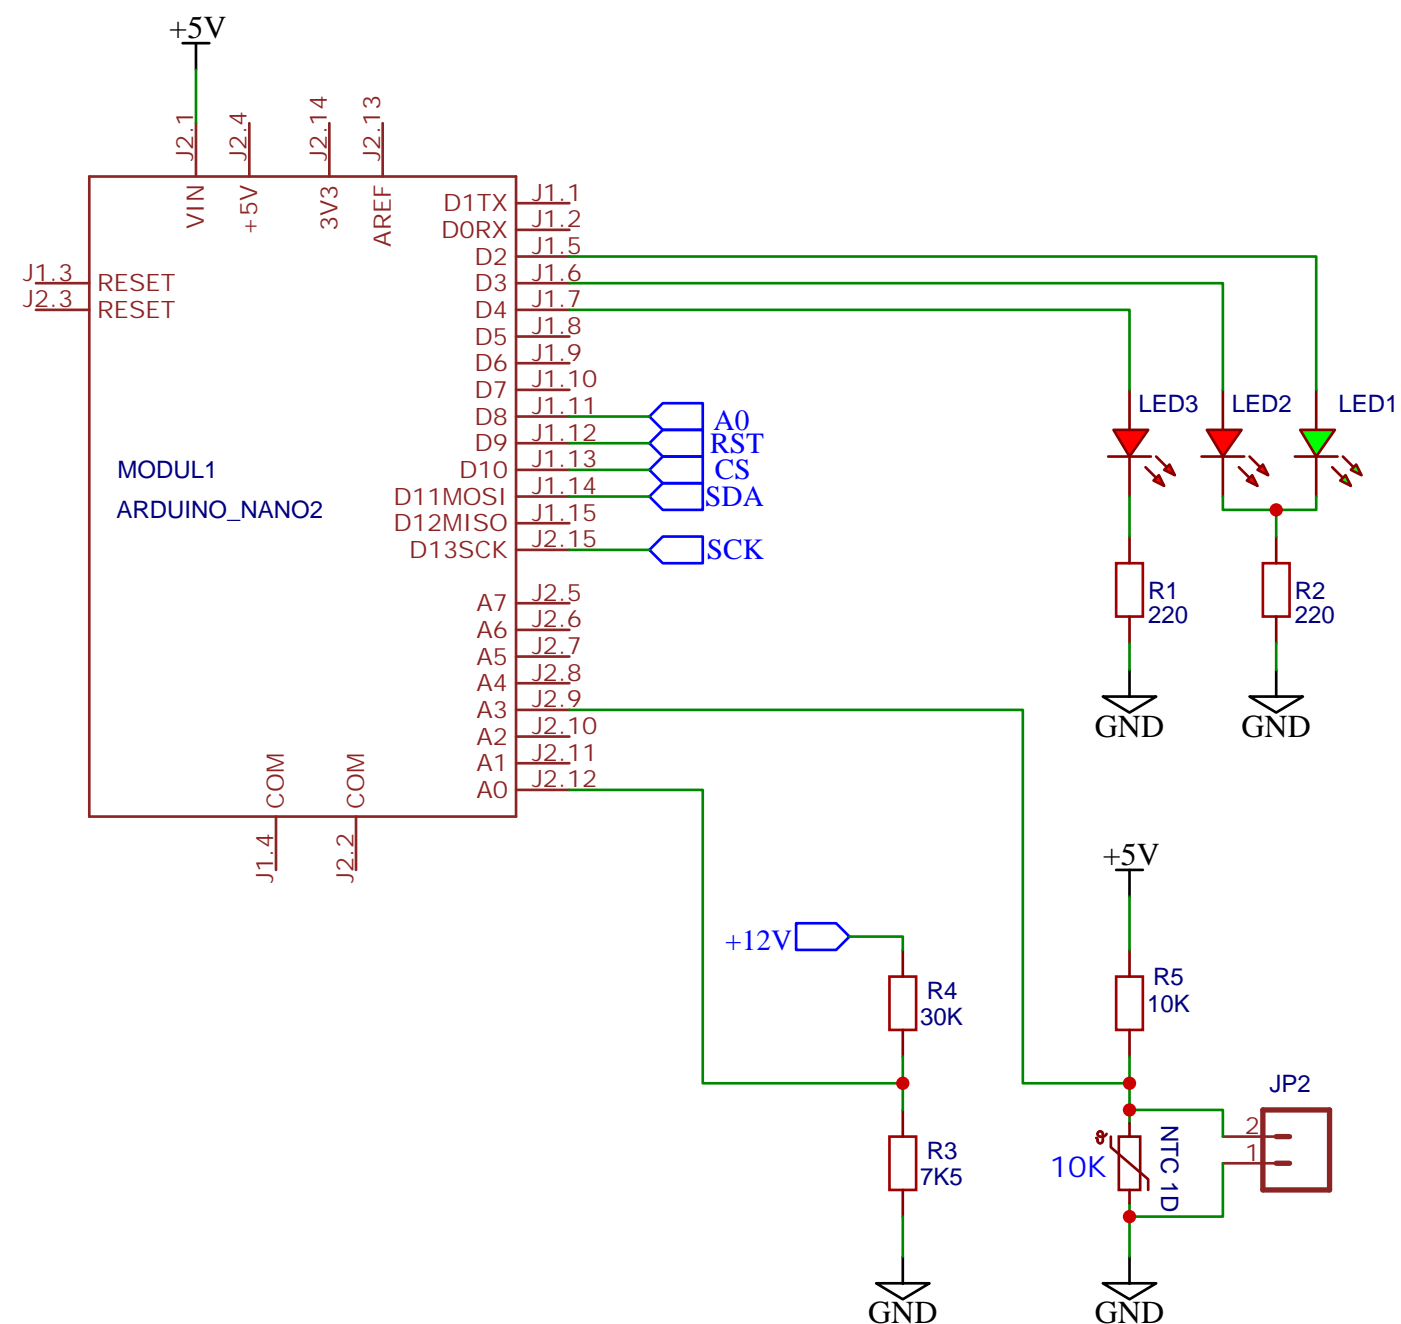 +5V
J2.1
J2.4
J2.14
J2.13
VIN
+5V
3V3
AREF
J1.3 RESET
J2.3 RESET
D1TX J1.1
D0RX J1.2
D2 J1.5
D3 J1.6
D4 J1.7
D5 J1.8
D6 J1.9
D7 J1.10
D8 J1.11 A0
D9 J1.12 RST
D10 J1.13 CS
D11MOSI J1.14 SDA
D12MISO J1.15
D13SCK J2.15 SCK
A7 J2.5
A6 J2.6
A5 J2.7
A4 J2.8
A3 J2.9
A2 J2.10
A1 J2.11
A0 J2.12
MODUL1
ARDUINO_NANO2
COM
COM
J1.4
J2.2
LED3
LED2
LED1
R1
220
R2
220
GND
GND
+5V
+12V
R4
30K
R5
10K
JP2
2
1
R3
7K5
10K
NTC 1D
GND
GND